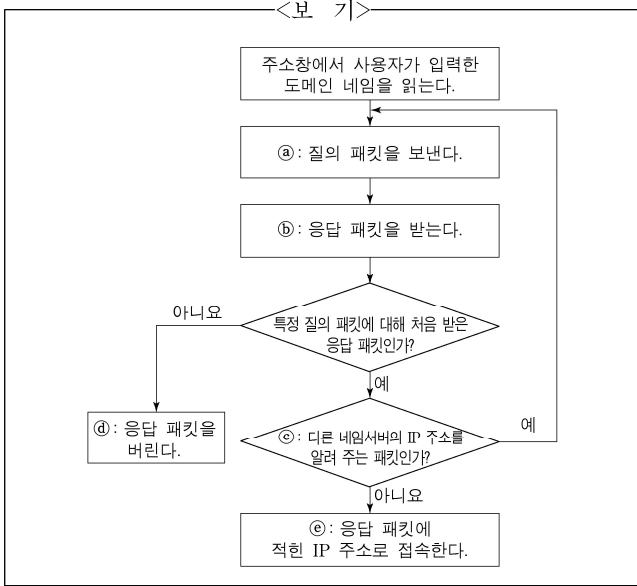 <보 기>
주소창에서 사용자가 입력한
도메인 네임을 읽는다.
ⓐ: 질의 패킷을 보낸다.
ⓑ: 응답 패킷을 받는다.
아니요
특정 질의 패킷에 대해 처음 받은
응답 패킷인가?
예
ⓓ: 응답 패킷을
버린다.
ⓒ: 다른 네임서버의 IP 주소를
알려 주는 패킷인가?
예
아니요
ⓔ: 응답 패킷에
적힌 IP 주소로 접속한다.